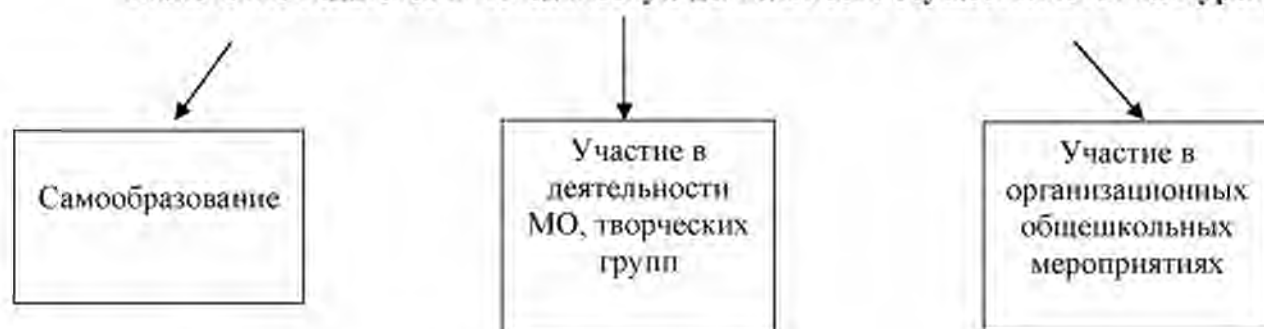 Самообразование
Участие в
деятельности
МО, творческих
групп
Участие в
организационных
общешкольных
мероприятиях